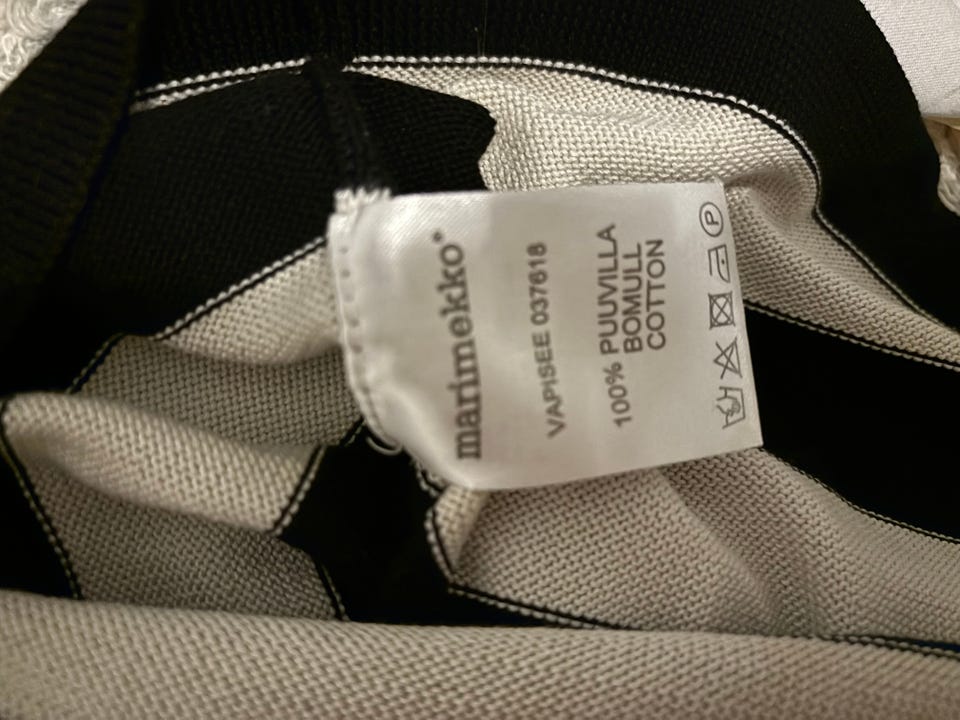 marimekko®
VAPISEE 037618
100% PUUVILLA
BOMULL
COTTON
P